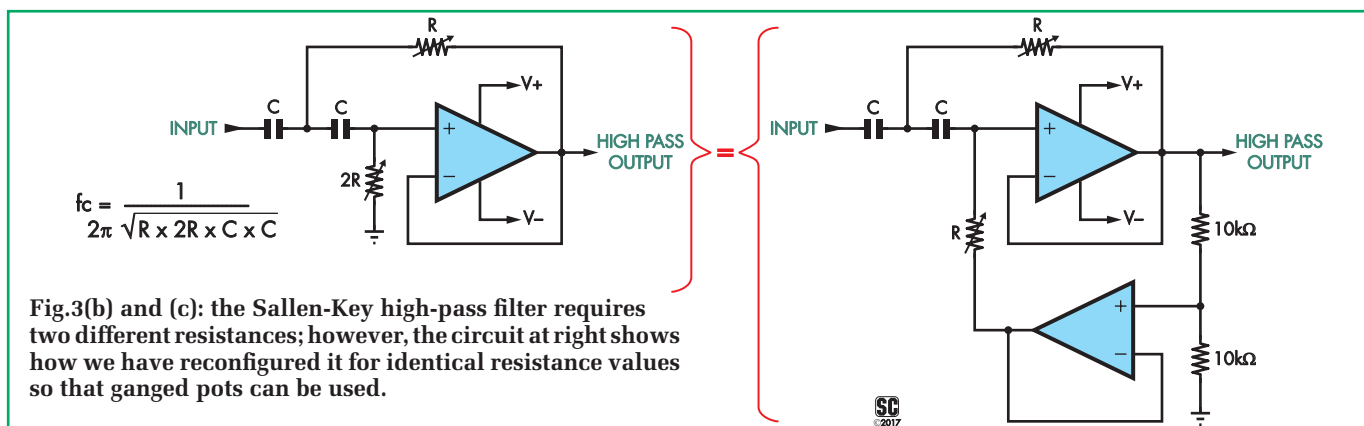 R
C
C
V+
INPUT
+
HIGH PASS
OUTPUT
2R
−
V−
fc = 1
2π √R x 2R x C x C
Fig.3(b) and (c): the Sallen-Key high-pass filter requires
two different resistances; however, the circuit at right shows
how we have reconfigured it for identical resistance values
so that ganged pots can be used.
=
R
C
C
V+
INPUT
+
HIGH PASS
OUTPUT
−
V−
R
10kΩ
+
−
10kΩ
SC
©2017